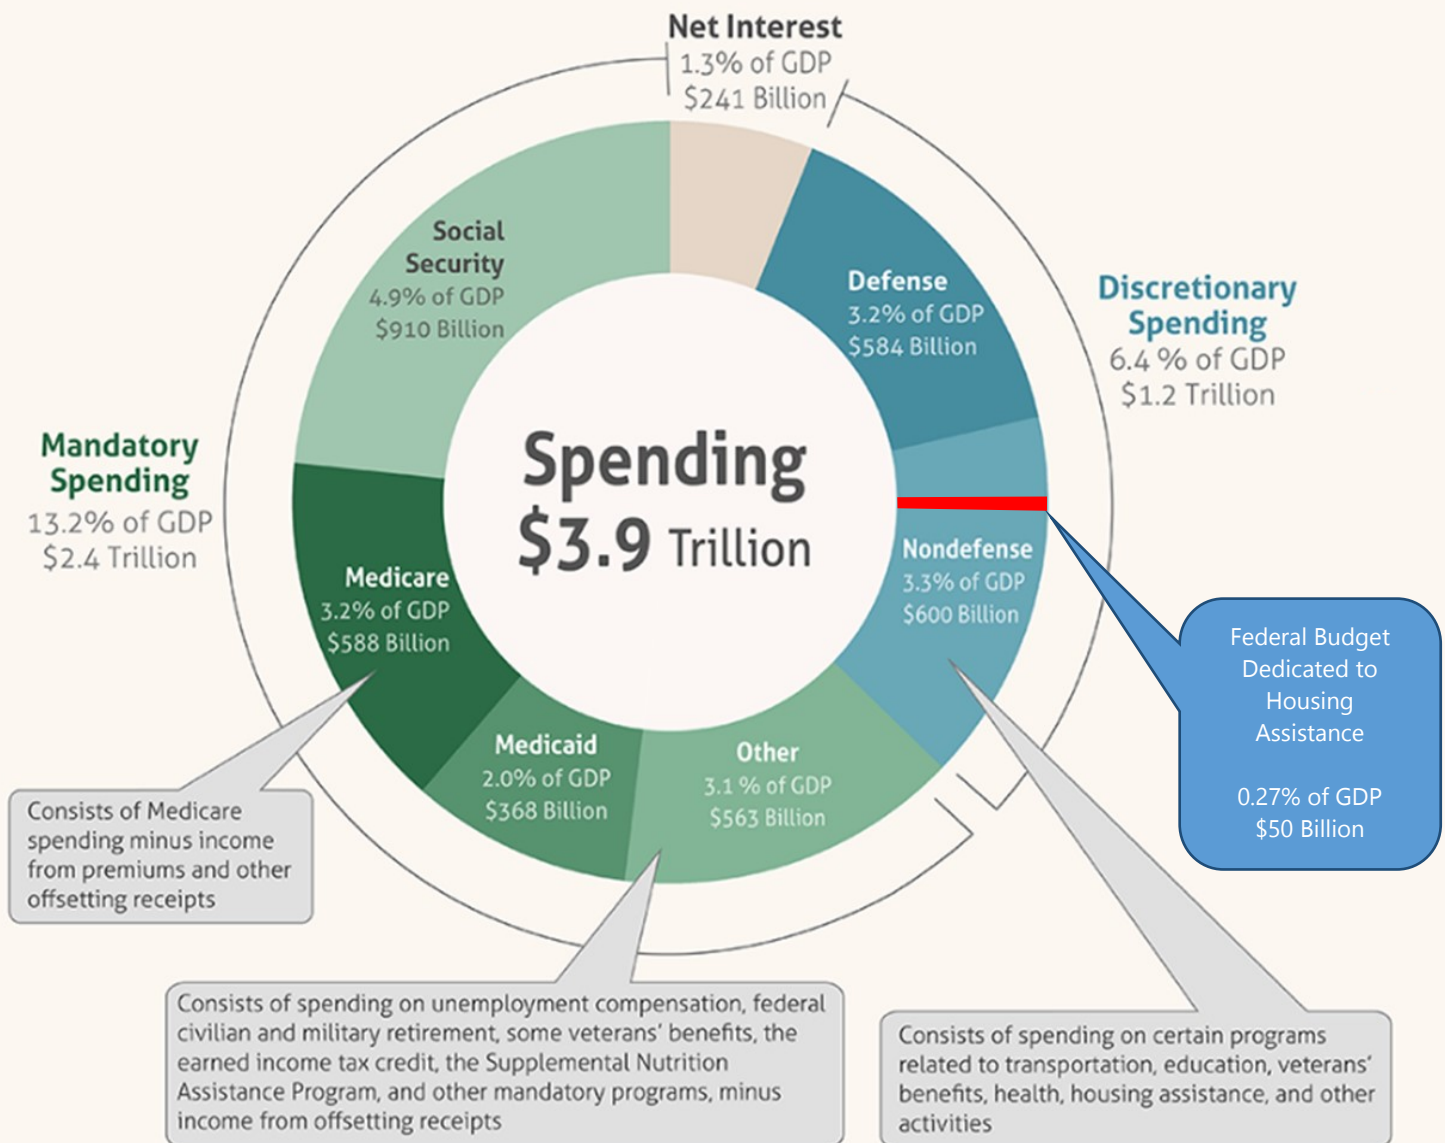 Net Interest
1.3% of GDP
$241 Billion
Social
Security
4.9% of GDP
$910 Billion
Defense
3.2% of GDP
$584 Billion
Discretionary
Spending
6.4 % of GDP
$1.2 Trillion
Mandatory
Spending
13.2% of GDP
$2.4 Trillion
Spending
$3.9 Trillion
Nondefense
3.3% of GDP
$600 Billion
Medicare
3.2% of GDP
$588 Billion
Federal Budget
Dedicated to
Housing
Assistance
0.27% of GDP
$50 Billion
Medicaid
2.0% of GDP
$368 Billion
Other
3.1 % of GDP
$563 Billion
Consists of Medicare
spending minus income
from premiums and other
offsetting receipts
Consists of spending on unemployment compensation, federal
civilian and military retirement, some veterans’ benefits, the
earned income tax credit, the Supplemental Nutrition
Assistance Program, and other mandatory programs, minus
income from offsetting receipts
Consists of spending on certain programs
related to transportation, education, veterans’
benefits, health, housing assistance, and other
activities